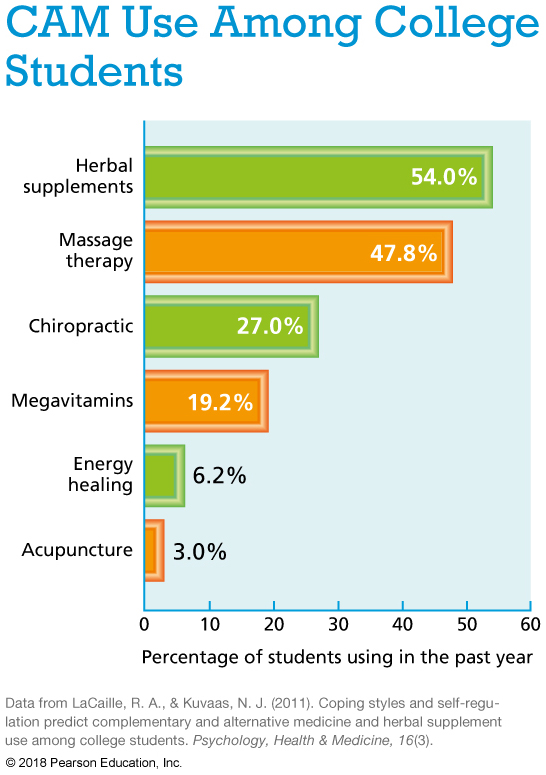 CAM Use Among College
Students
Herbal
supplements
54.0%
Massage
therapy
47.8%
Chiropractic
27.0%
Megavitamins
19.2%
Energy
healing
6.2%
Acupuncture
3.0%
0 10 20 30 40 50 60
Percentage of students using in the past year
Data from LaCaille, R. A., & Kuvaas, N. J. (2011). Coping styles and self-regu-
lation predict complementary and alternative medicine and herbal supplement
use among college students. Psychology, Health & Medicine, 16(3).
© 2018 Pearson Education, Inc.